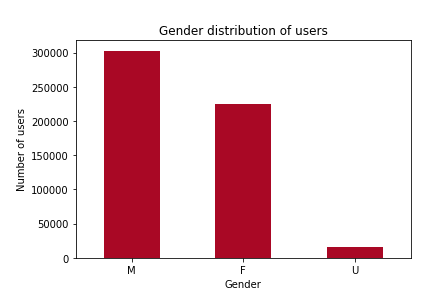 Gender distribution of users
300000
250000
200000
150000
100000
50000
0
Number of users
M F U
Gender